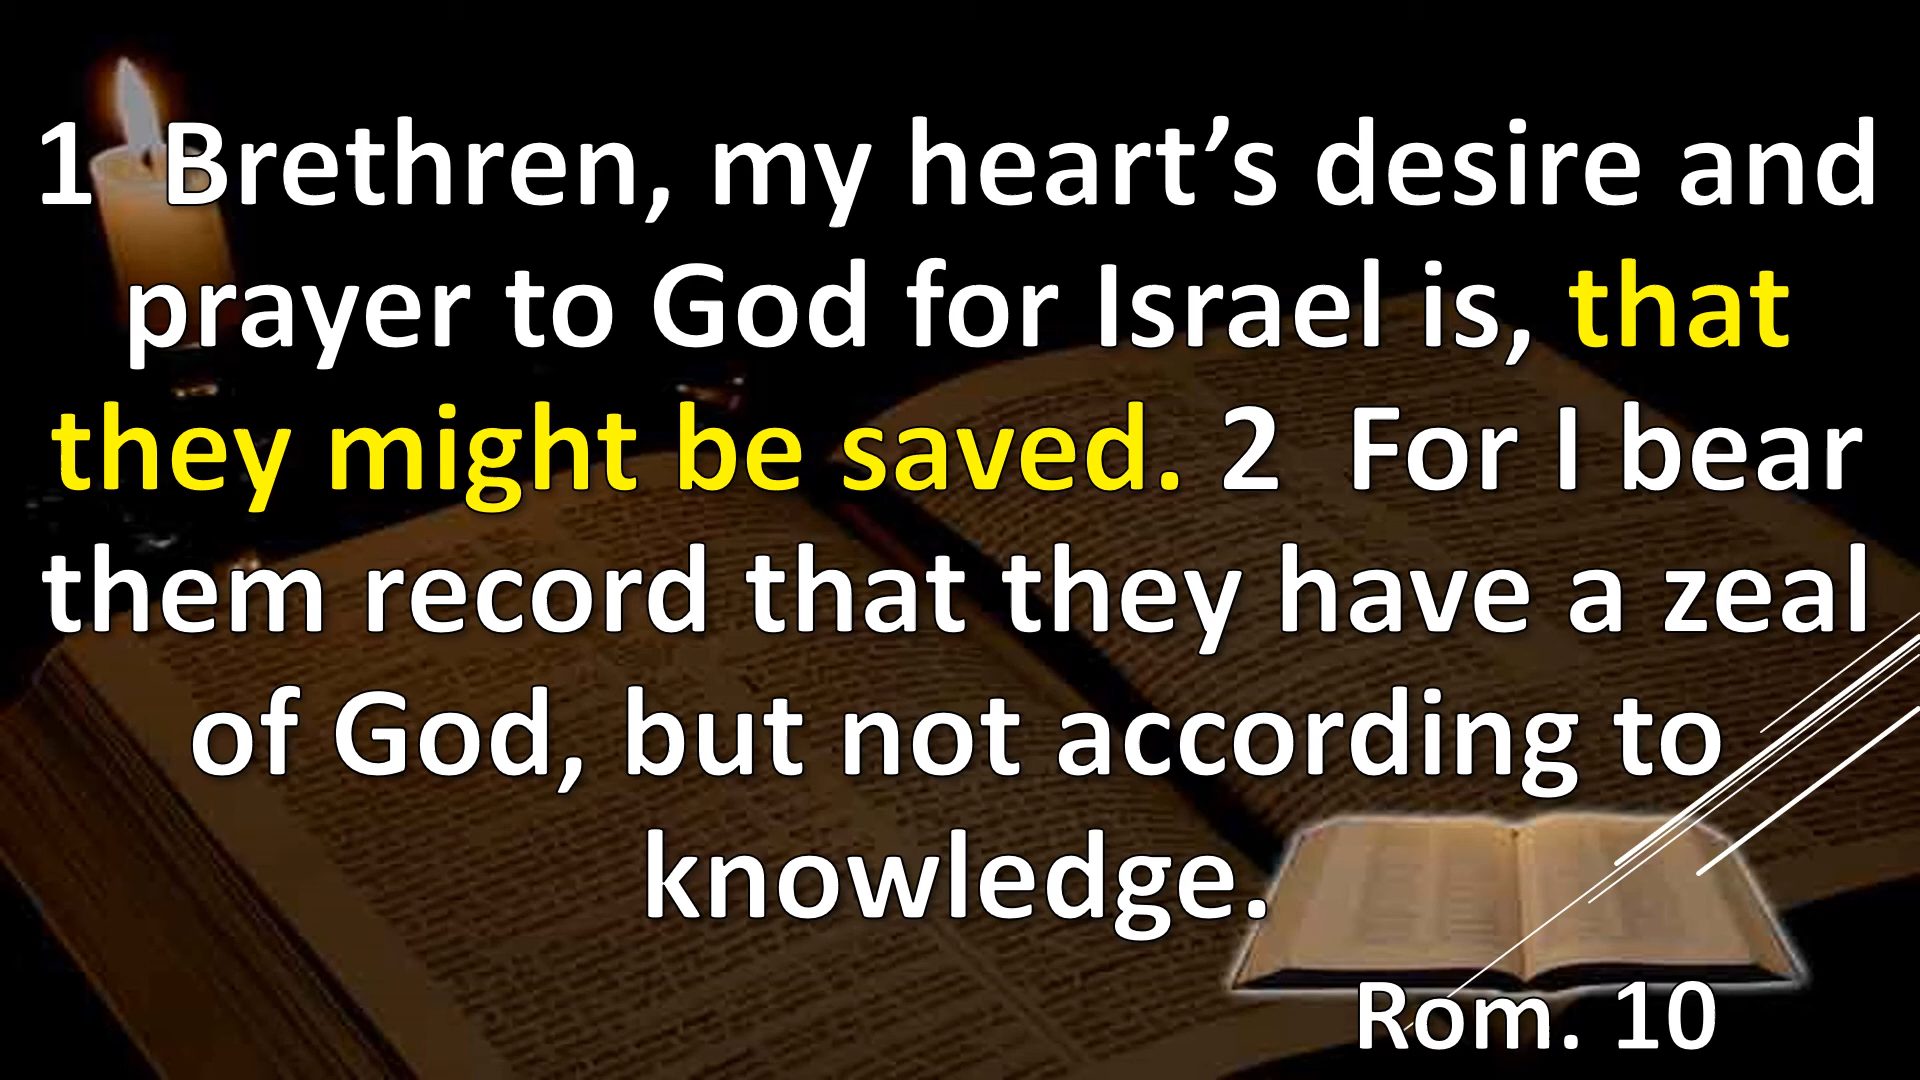 1  Brethren, my heart’s desire and
prayer to God for Israel is, that
they might be saved. 2  For I bear
them record that they have a zeal
of God, but not according to
knowledge.
Rom. 10